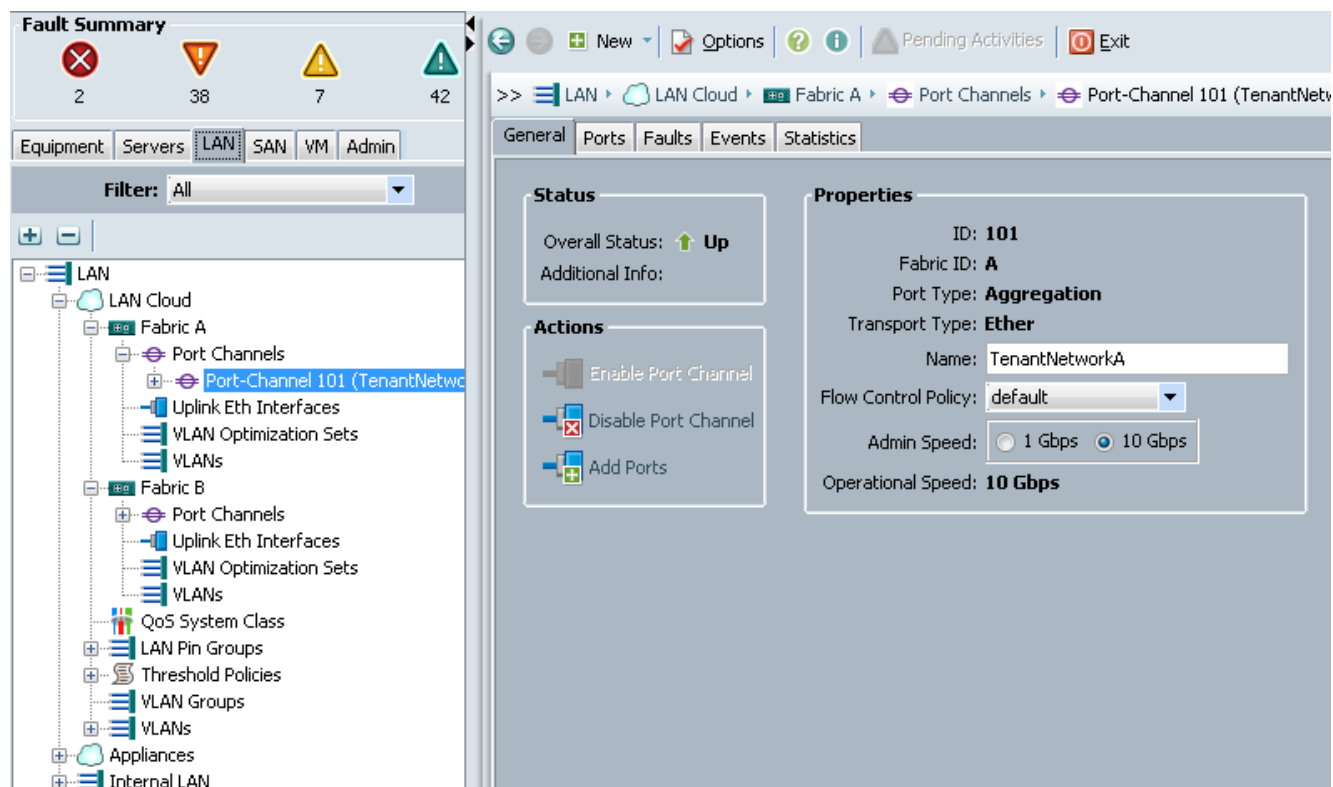 Fault Summary
2 38 7 42
New Options Pending Activities Exit
>> LAN LAN Cloud Fabric A Port Channels Port-Channel 101 (TenantNetw
Equipment Servers LAN SAN VM Admin
Filter: All
LAN
LAN Cloud
Fabric A
Port Channels
Port-Channel 101 (TenantNetwo
Uplink Eth Interfaces
VLAN Optimization Sets
VLANs
Fabric B
Port Channels
Uplink Eth Interfaces
VLAN Optimization Sets
VLANs
QoS System Class
LAN Pin Groups
Threshold Policies
VLAN Groups
VLANs
Appliances
Internal LAN
General Ports Faults Events Statistics
Status
Overall Status: Up
Additional Info:
Actions
Enable Port Channel
Disable Port Channel
Add Ports
Properties
ID: 101
Fabric ID: A
Port Type: Aggregation
Transport Type: Ether
Name: TenantNetworkA
Flow Control Policy: default
Admin Speed: 1 Gbps 10 Gbps
Operational Speed: 10 Gbps